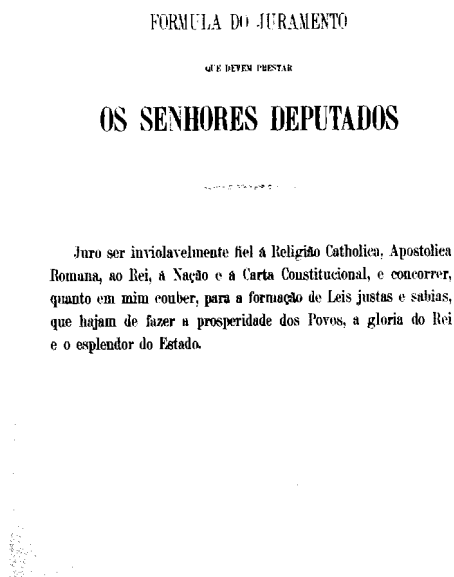 FORMULA DO JURAMENTO
QUE DEVEM PRESTAR
OS SENHORES DEPUTADOS
Juro ser inviolavelmente fiel á Religião Catholica, Apostolica
Romana, ao Rei, á Nação e á Carta Constitucional, e concorrer,
quanto em mim couber, para a formação de Leis justas e sabias,
que hajam de fazer a prosperidade dos Povos, a gloria do Rei
e o esplendor do Estado.